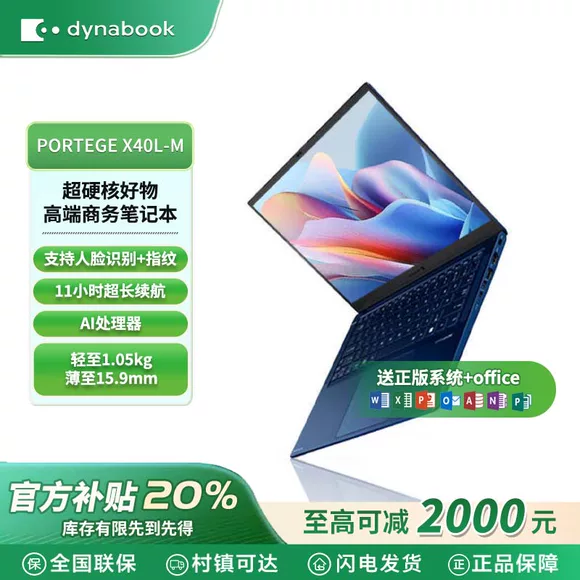 dynabook
PORTEGE X40L-M
超硬核好物
高端商务笔记本
支持人脸识别+指纹
11小时超长续航
AI处理器
轻至1.05kg
薄至15.9mm
送正版系统+office
W X P O A N P
官方补贴20%
库存有限先到先得
至高可减 2000元
全国联保 村镇可达 闪电发货 正品保障